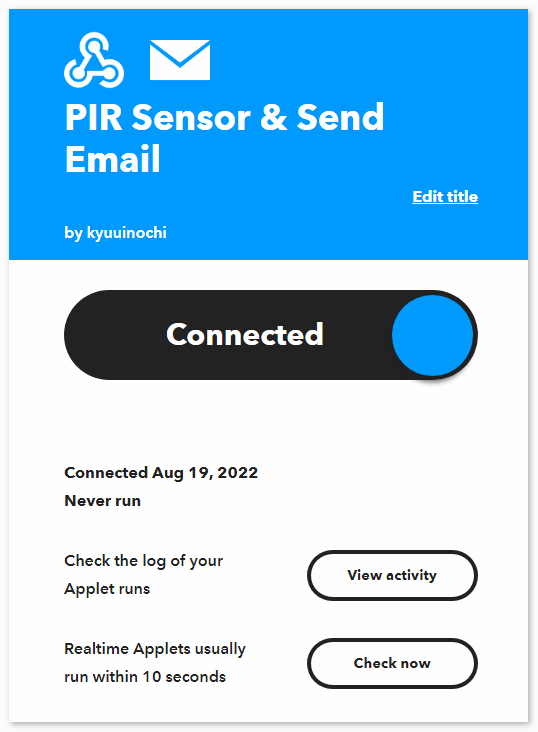 PIR Sensor & Send
Email
Edit title
by kyuuinochi
Connected
Connected Aug 19, 2022
Never run
Check the log of your
Applet runs
View activity
Realtime Applets usually
run within 10 seconds
Check now